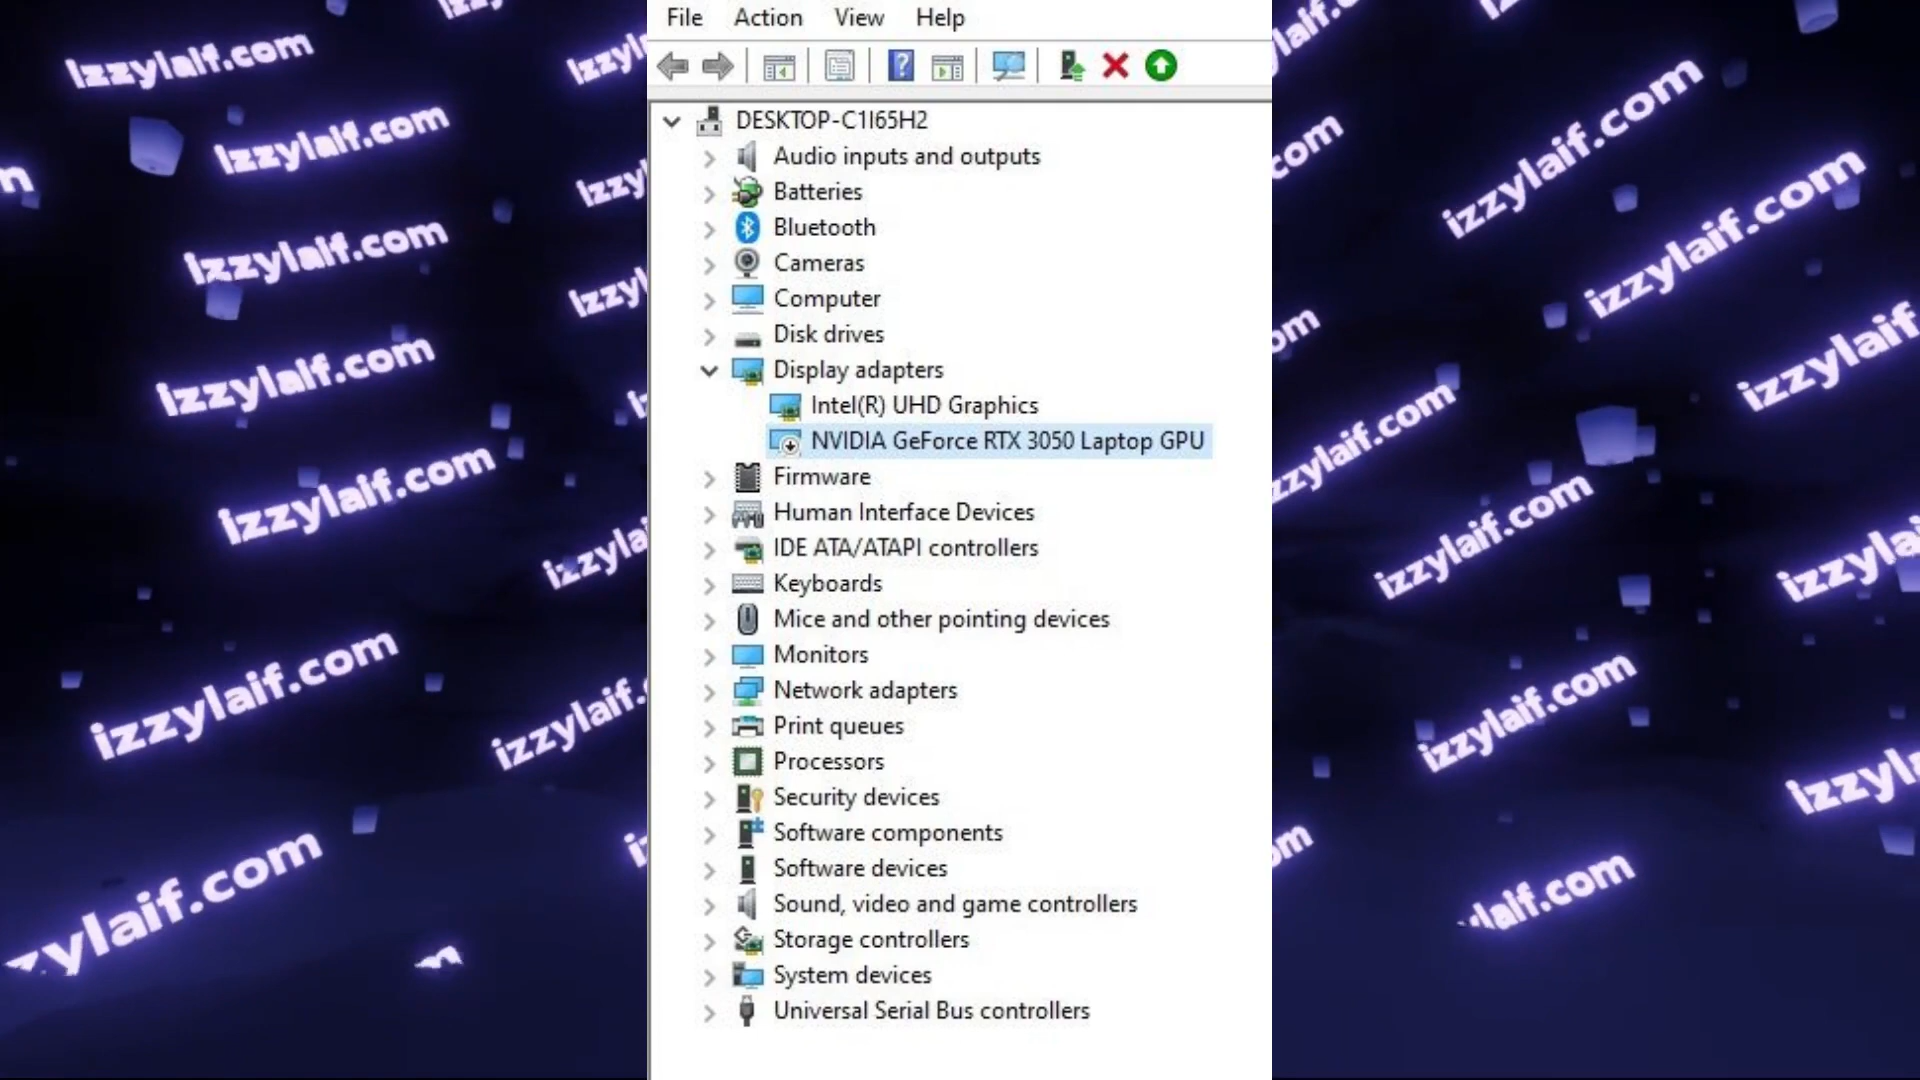 File Action View Help
DESKTOP-C1I65H2
Audio inputs and outputs
Batteries
Bluetooth
Cameras
Computer
Disk drives
Display adapters
Intel(R) UHD Graphics
NVIDIA GeForce RTX 3050 Laptop GPU
Firmware
Human Interface Devices
IDE ATA/ATAPI controllers
Keyboards
Mice and other pointing devices
Monitors
Network adapters
Print queues
Processors
Security devices
Software components
Software devices
Sound, video and game controllers
Storage controllers
System devices
Universal Serial Bus controllers
izzylaif.com
izzylaif.com
izzylaif.com
izzylaif.com
izzylaif.com
izzylaif.com
izzylaif.com
izzylaif.com
izzylaif.com
izzylaif.com
izzylaif.com